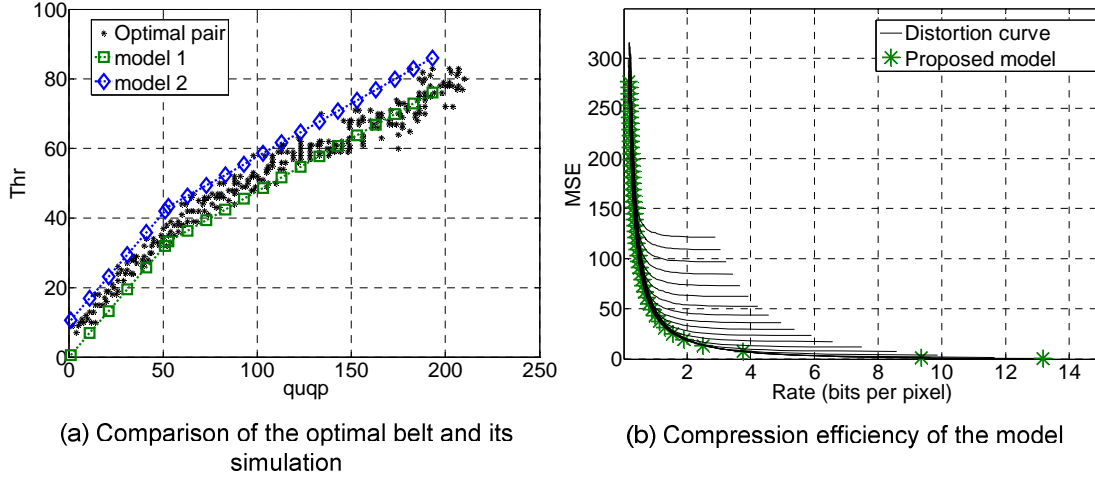 100
80
60
40
20
0
0
50
100
150
200
250
Thr
quqp
Optimal pair
model 1
model 2
(a) Comparison of the optimal belt and its
simulation
300
250
200
150
100
50
0
2
4
6
8
10
12
14
MSE
Rate (bits per pixel)
Distortion curve
Proposed model
(b) Compression efficiency of the model